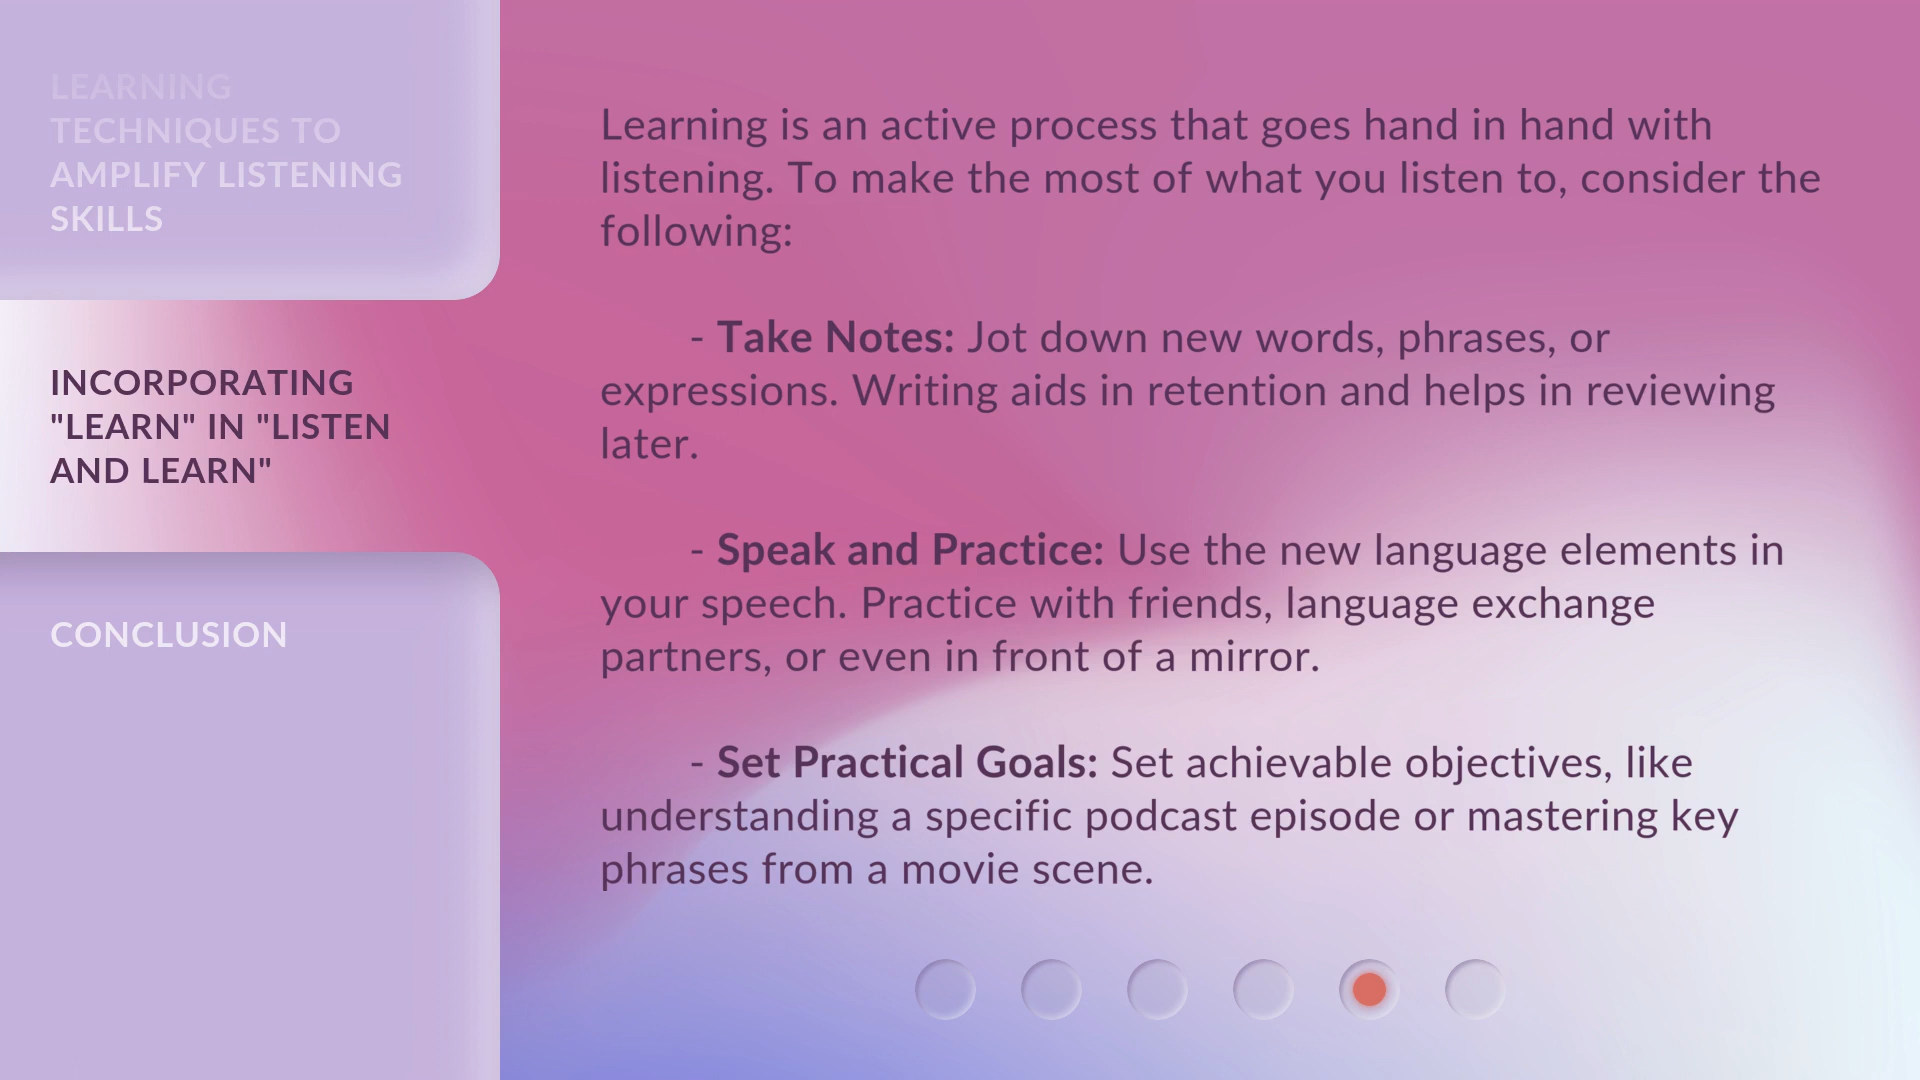 LEARNING
TECHNIQUES TO
AMPLIFY LISTENING
SKILLS
INCORPORATING
"LEARN" IN "LISTEN
AND LEARN"
CONCLUSION
Learning is an active process that goes hand in hand with
listening. To make the most of what you listen to, consider the
following:
- Take Notes: Jot down new words, phrases, or
expressions. Writing aids in retention and helps in reviewing
later.
- Speak and Practice: Use the new language elements in
your speech. Practice with friends, language exchange
partners, or even in front of a mirror.
- Set Practical Goals: Set achievable objectives, like
understanding a specific podcast episode or mastering key
phrases from a movie scene.